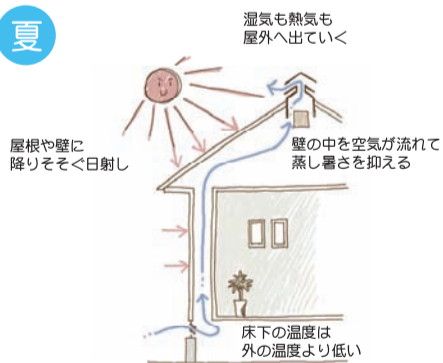 夏
湿気も熱気も
屋外へ出ていく
屋根や壁に
降りそそぐ日射し
壁の中を空気が流れて
蒸し暑さを抑える
床下の温度は
外の温度より低い